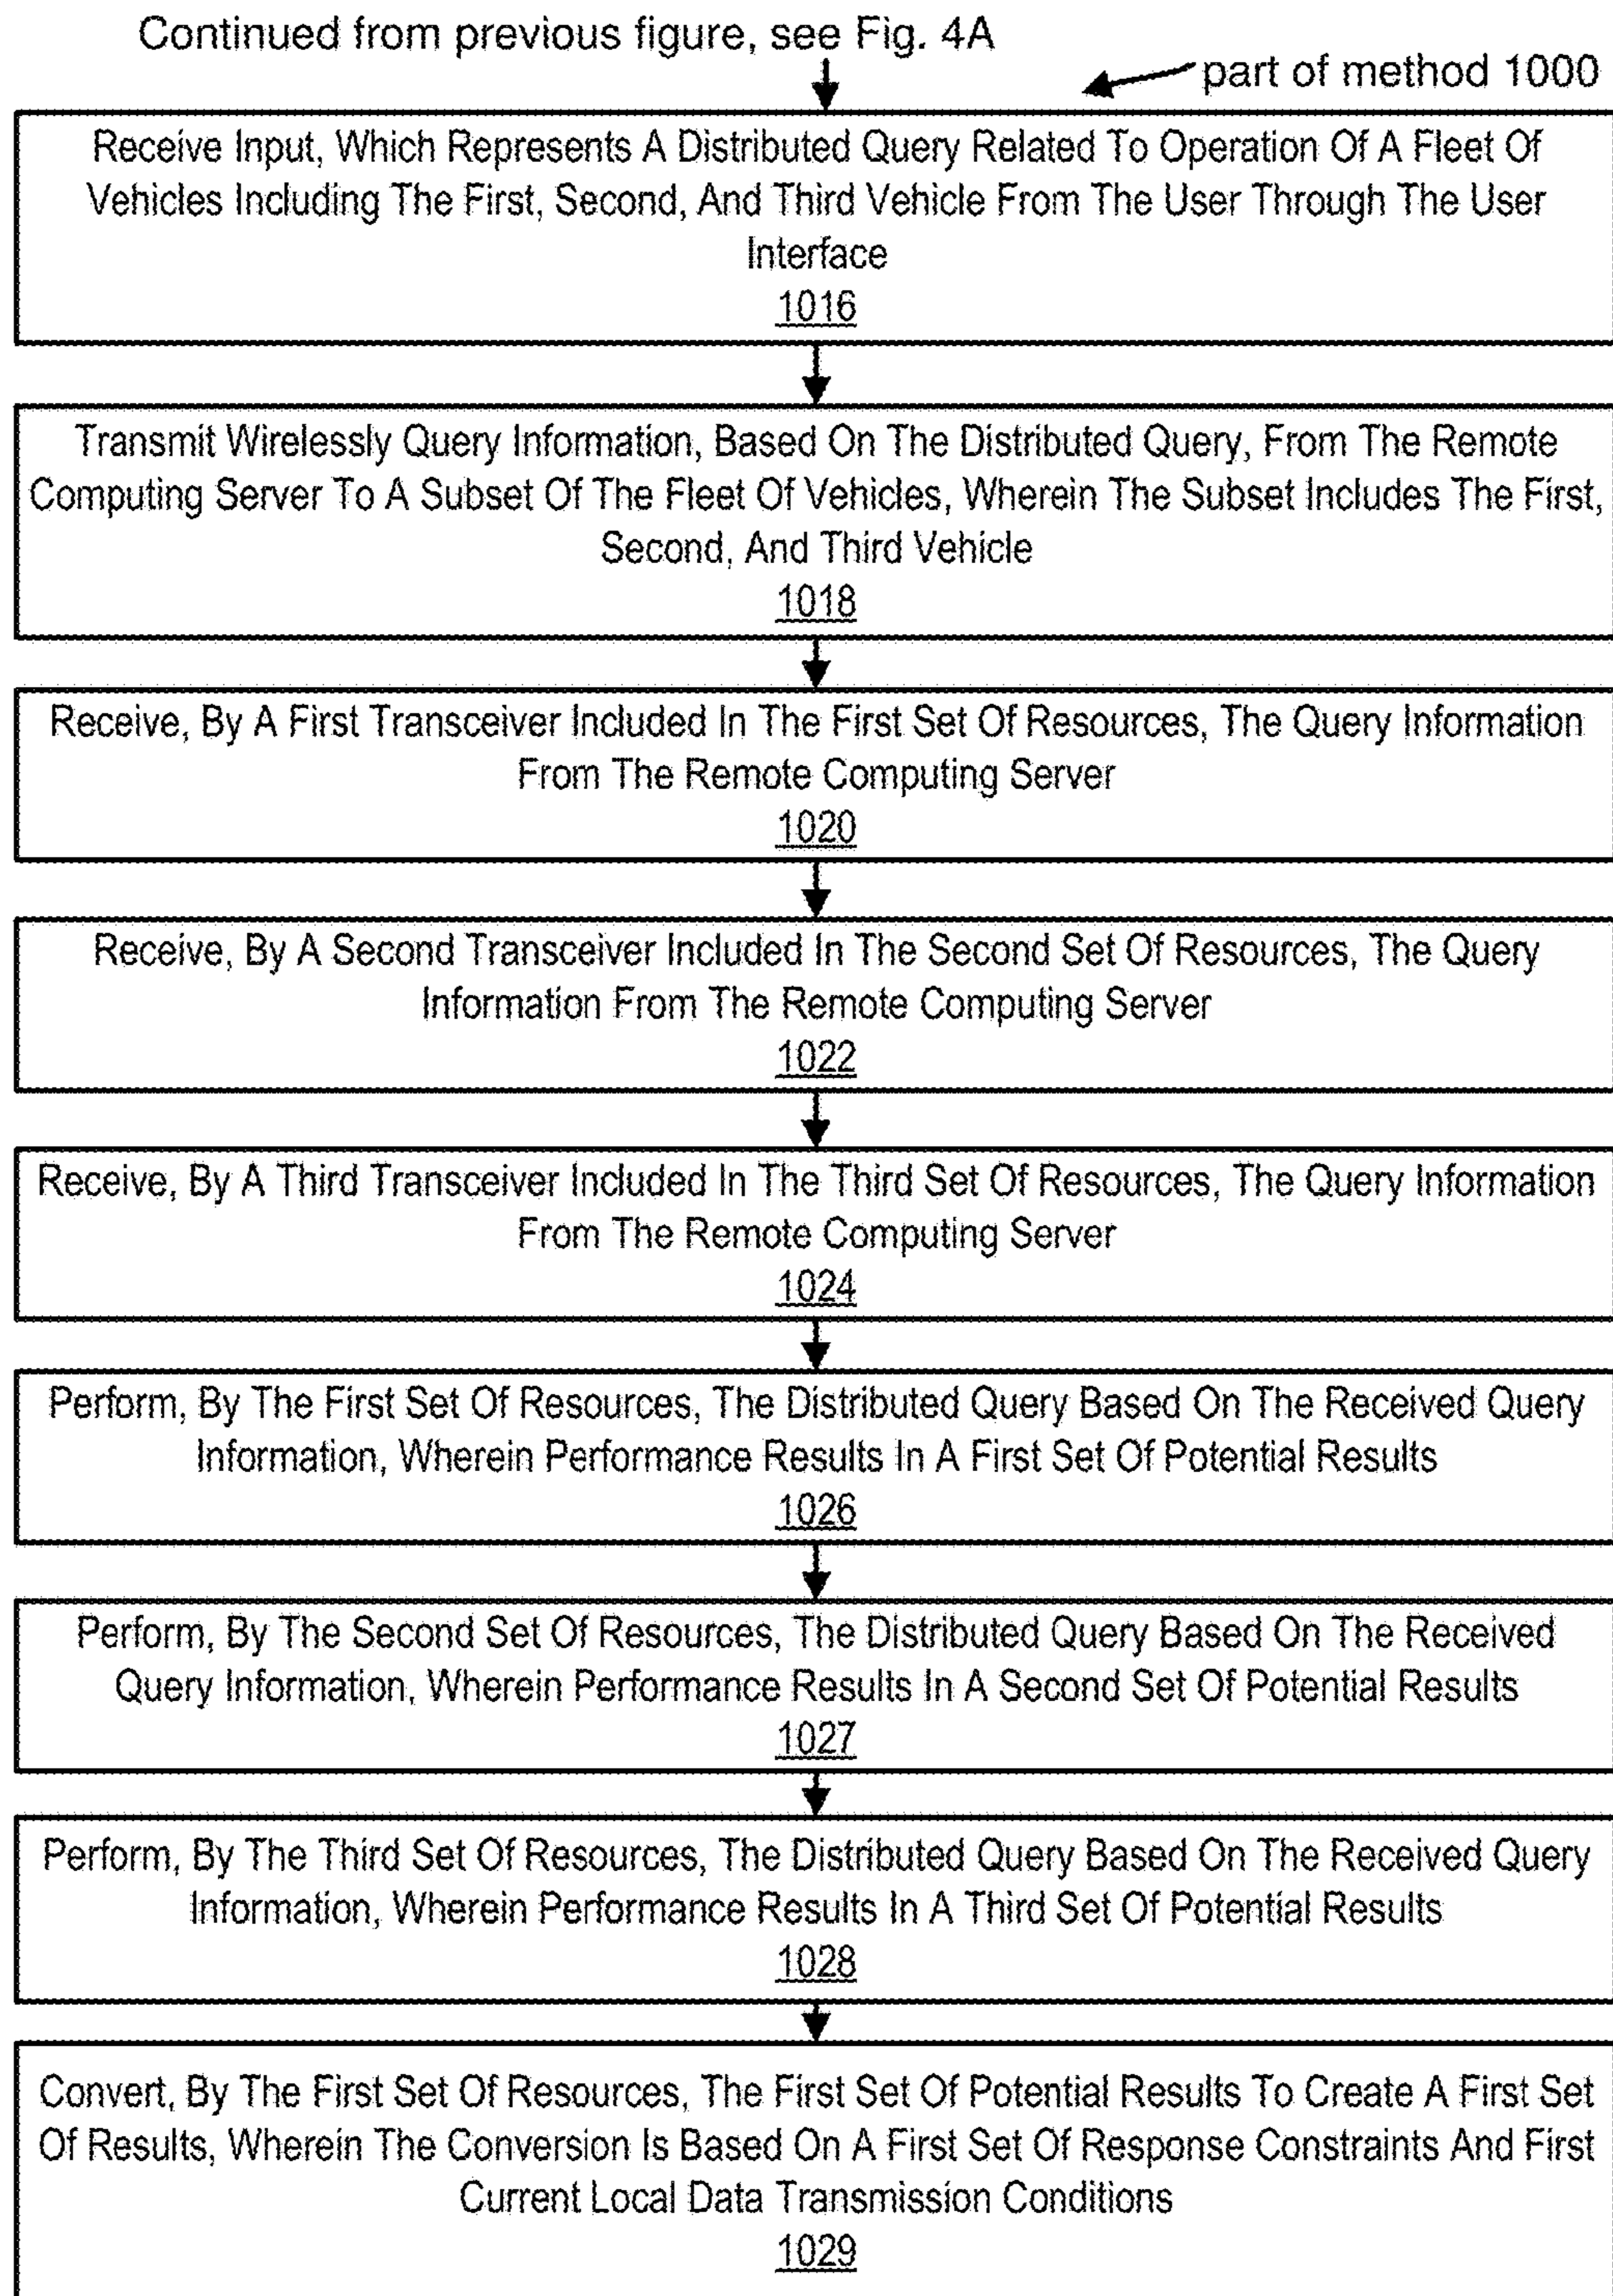 Continued from previous figure, see Fig. 4A
part of method 1000
Receive Input, Which Represents A Distributed Query Related To Operation Of A Fleet Of
Vehicles Including The First, Second, And Third Vehicle From The User Through The User
Interface
1016
Transmit Wirelessly Query Information, Based On The Distributed Query, From The Remote
Computing Server To A Subset Of The Fleet Of Vehicles, Wherein The Subset Includes The First,
Second, And Third Vehicle
1018
Receive, By A First Transceiver Included In The First Set Of Resources, The Query Information
From The Remote Computing Server
1020
Receive, By A Second Transceiver Included In The Second Set Of Resources, The Query
Information From The Remote Computing Server
1022
Receive, By A Third Transceiver Included In The Third Set Of Resources, The Query Information
From The Remote Computing Server
1024
Perform, By The First Set Of Resources, The Distributed Query Based On The Received Query
Information, Wherein Performance Results In A First Set Of Potential Results
1026
Perform, By The Second Set Of Resources, The Distributed Query Based On The Received
Query Information, Wherein Performance Results In A Second Set Of Potential Results
1027
Perform, By The Third Set Of Resources, The Distributed Query Based On The Received Query
Information, Wherein Performance Results In A Third Set Of Potential Results
1028
Convert, By The First Set Of Resources, The First Set Of Potential Results To Create A First Set
Of Results, Wherein The Conversion Is Based On A First Set Of Response Constraints And First
Current Local Data Transmission Conditions
1029